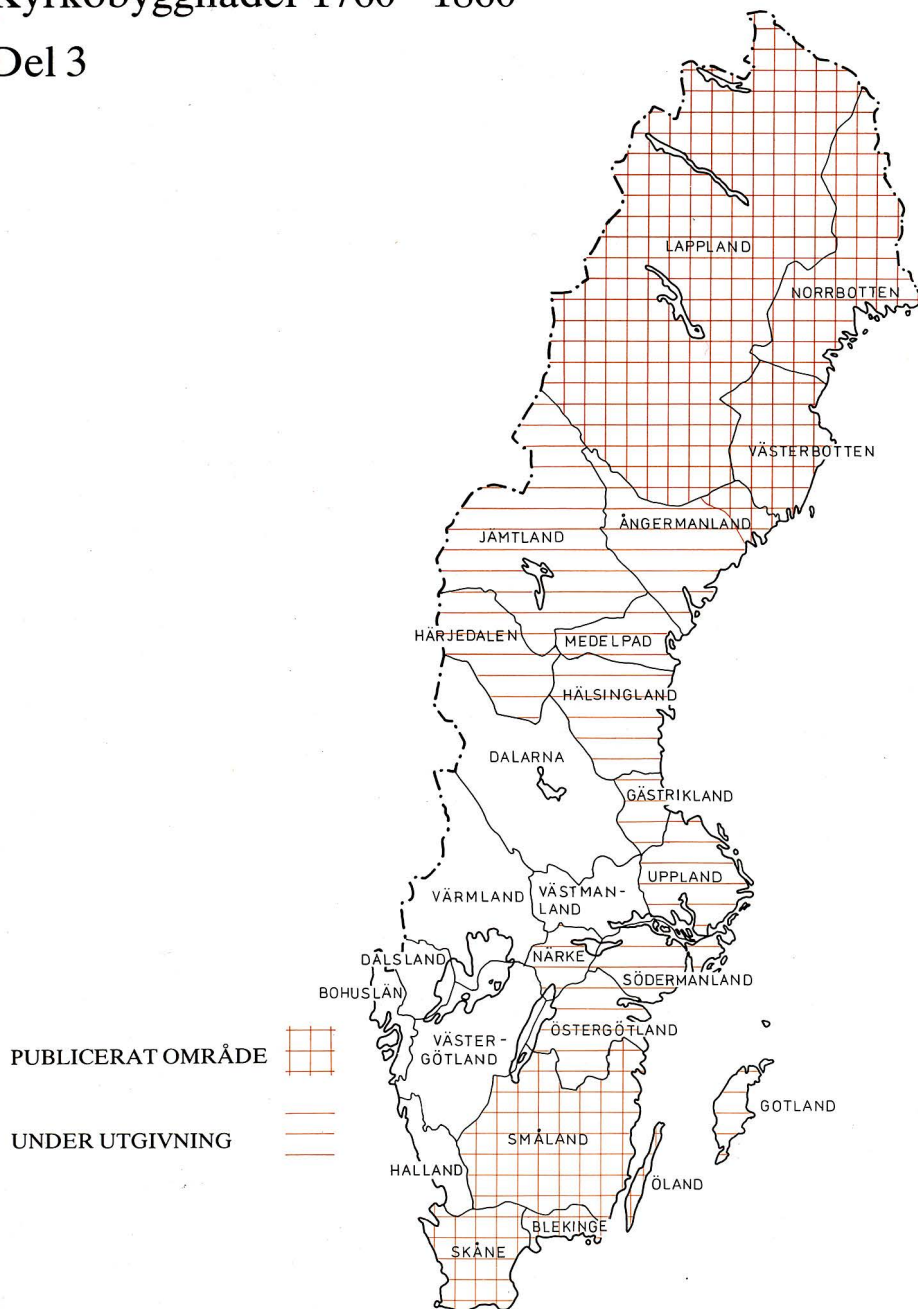 Kyrkobyggnader 1760 - 1860
Del 3
LAPPLAND
NORRBOTTEN
VÄSTERBOTTEN
ÅNGERMANLAND
JÄMTLAND
HÄRJEDALEN
MEDELPAD
HÄLSINGLAND
DALARNA
GÄSTRIKLAND
UPPLAND
VÄRMLAND
VÄSTMAN-
LAND
DALSLAND
NÄRKE
SÖDERMANLAND
BOHUSLÄN
ÖSTERGÖTLAND
VÄSTER-
GÖTLAND
PUBLICERAT OMRÅDE
GOTLAND
UNDER UTGIVNING
SMÅLAND
HALLAND
ÖLAND
BLEKINGE
SKÅNE